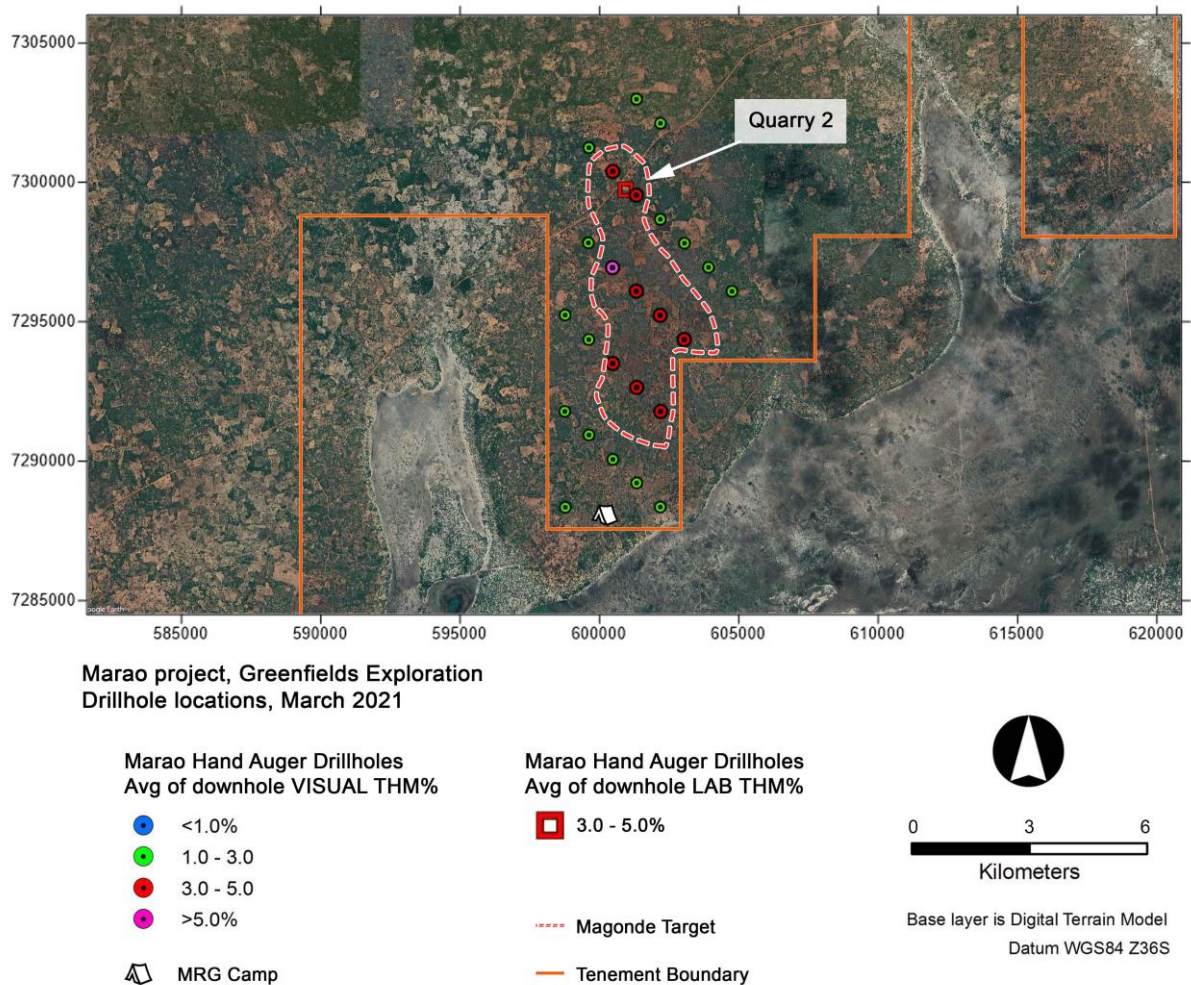 7305000
Quarry 2
7300000
7295000
7290000
7285000
oogle Earth
585000 590000 595000 600000 605000 610000 615000 620000
Marao project, Greenfields Exploration
Drillhole locations, March 2021
Marao Hand Auger Drillholes
Avg of downhole VISUAL THM%
<1.0%
1.0 - 3.0
3.0 - 5.0
>5.0%
MRG Camp
Marao Hand Auger Drillholes
Avg of downhole LAB THM%
3.0 - 5.0%
Magonde Target
Tenement Boundary
0 3 6
Kilometers
Base layer is Digital Terrain Model
Datum WGS84 Z36S